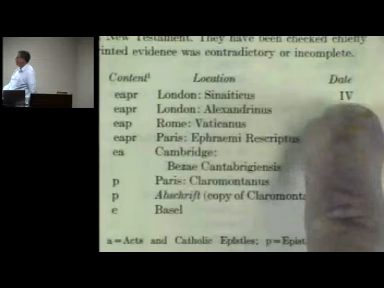 New Testament. They have been checked chiefly
inted evidence was contradictory or incomplete.
Content¹ Location Date
eapr London: Sinaiticus IV
eapr London: Alexandrinus
eap Rome: Vaticanus
eapr Paris: Ephraemi Rescriptus
ea Cambridge:
Bezae Cantabrigiensis
p Paris: Claromontanus
p Abschrift (copy of Claromonta
e Basel
a=Acts and Catholic Epistles; p=Epist